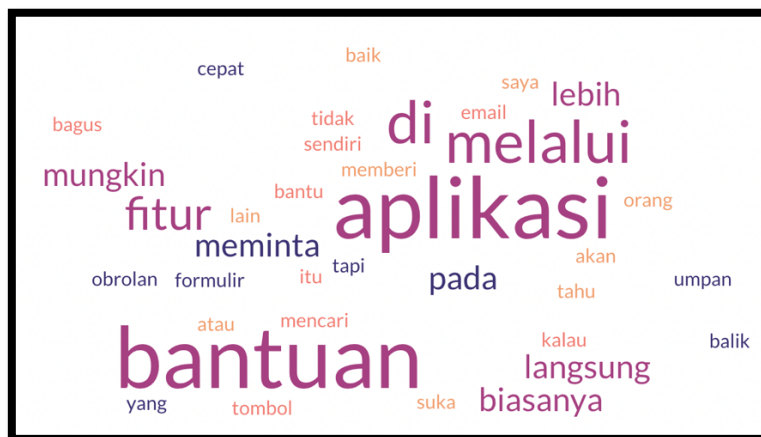 baik
cepat
saya
lebih
email
bagus
tidak
di
sendiri
melalui
memberi
mungkin
bantu
aplikasi
orang
fitur
lain
meminta
akan
tapi
obrolan
formulir
itu
pada
umpan
tahu
atau
mencari
kalau
balik
bantuan
langsung
yang
tombol
suka
biasanya